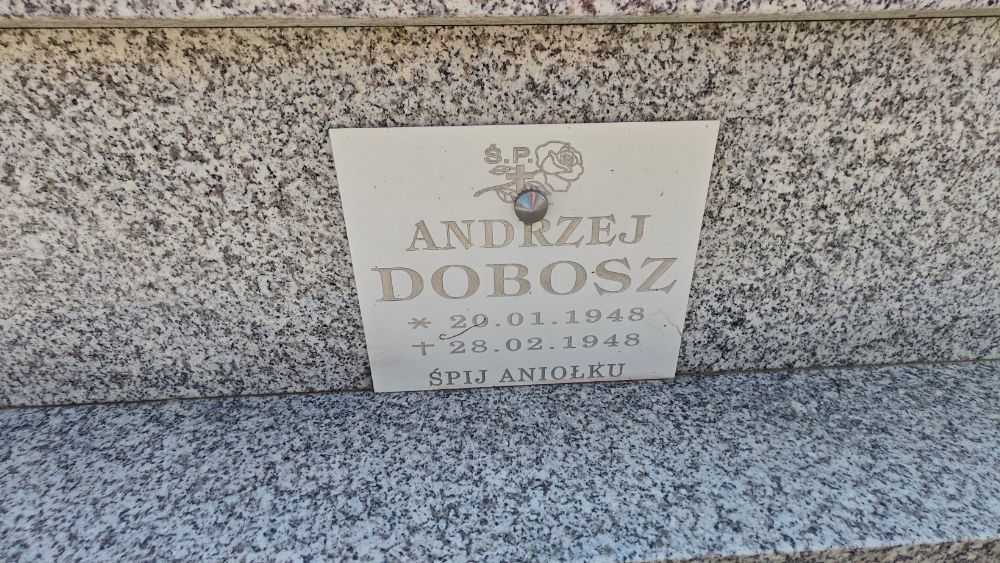 Ś.P.
ANDRZEJ
DOBOSZ
* 20.01.1948
+ 28.02.1948
ŚPIJ ANIOŁKU